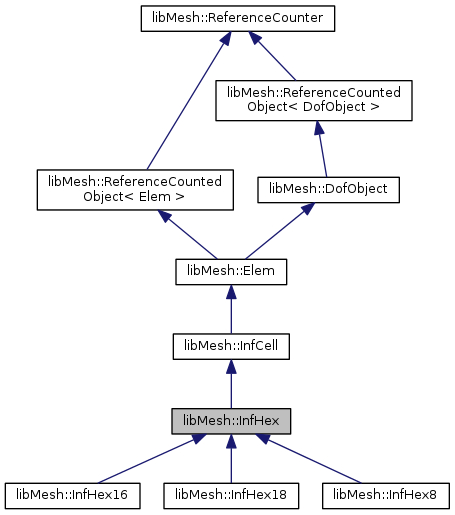 libMesh::ReferenceCounter
libMesh::ReferenceCounted
Object< DofObject >
libMesh::ReferenceCounted
Object< Elem >
libMesh::DofObject
libMesh::Elem
libMesh::InfCell
libMesh::InfHex
libMesh::InfHex16
libMesh::InfHex18
libMesh::InfHex8